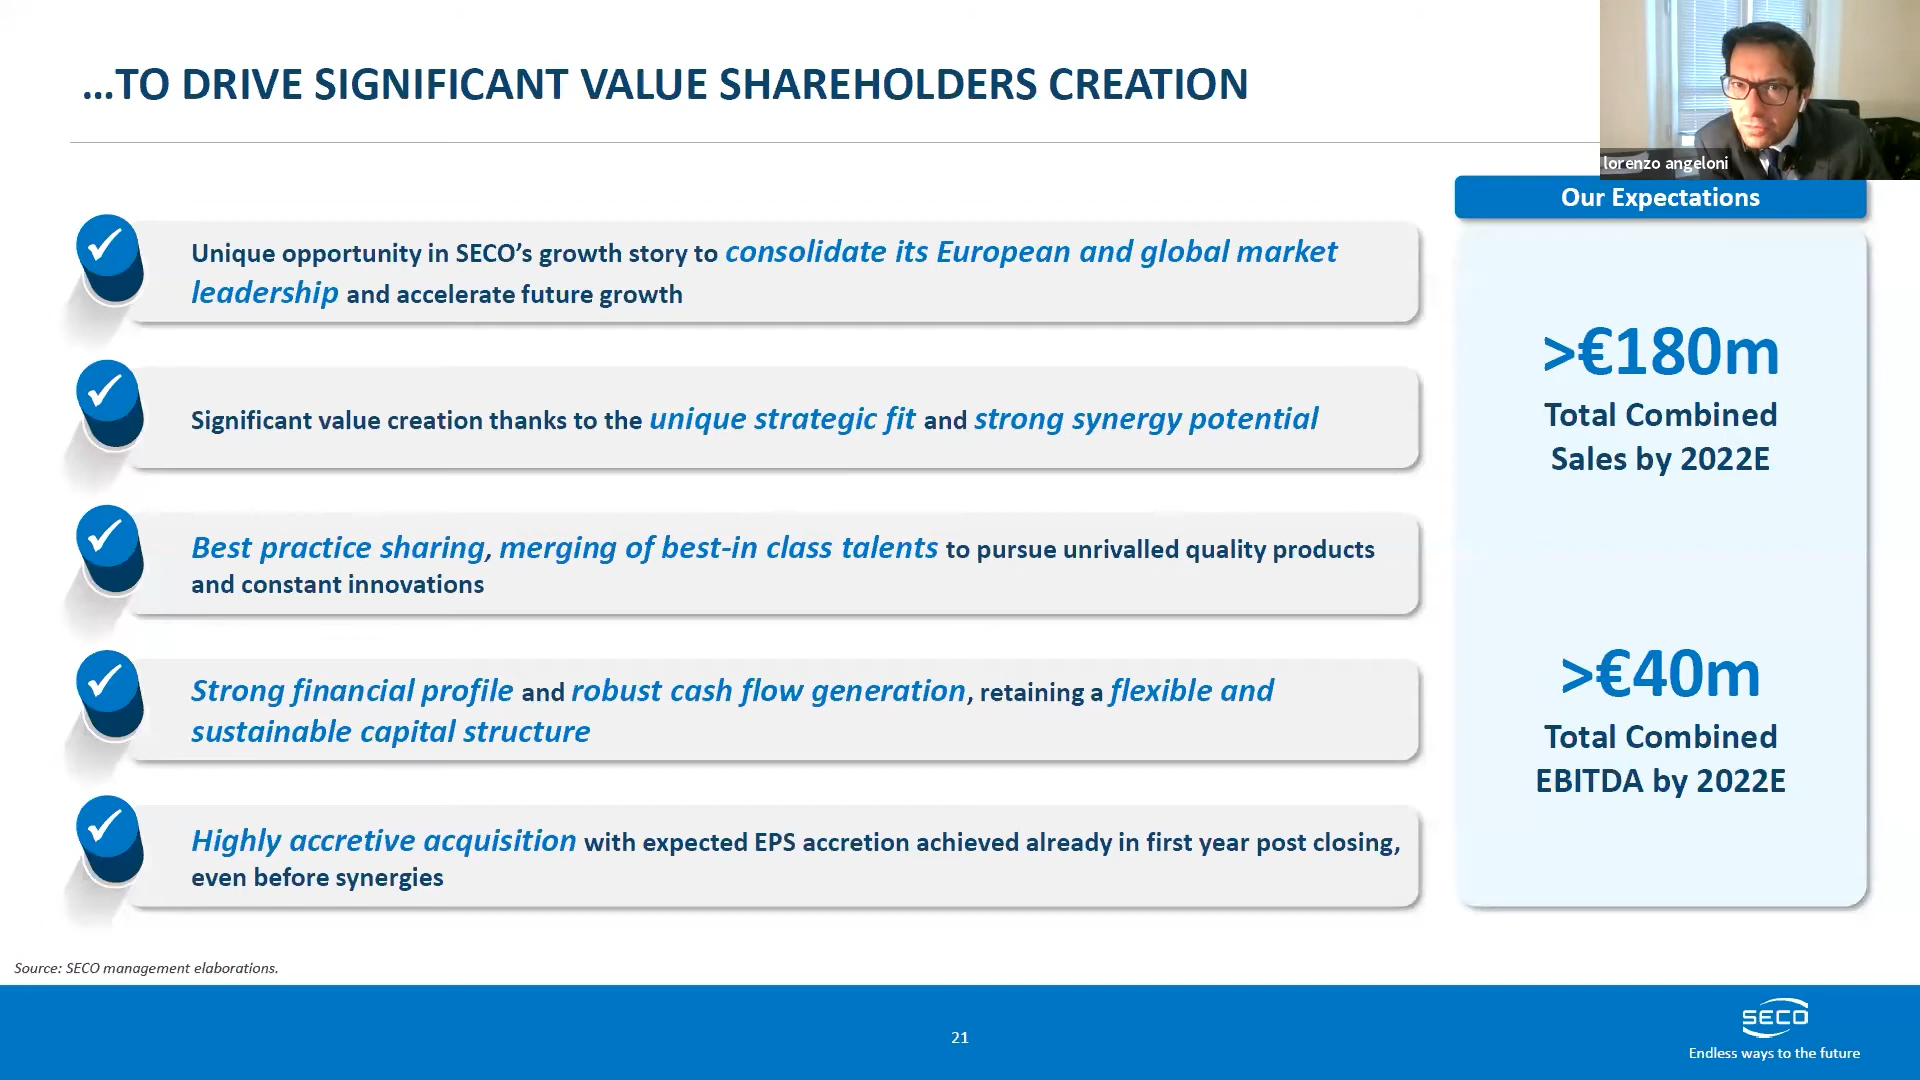 …TO DRIVE SIGNIFICANT VALUE SHAREHOLDERS CREATION
lorenzo angeloni
Our Expectations
Unique opportunity in SECO’s growth story to consolidate its European and global market
leadership and accelerate future growth
Significant value creation thanks to the unique strategic fit and strong synergy potential
Best practice sharing, merging of best-in class talents to pursue unrivalled quality products
and constant innovations
Strong financial profile and robust cash flow generation, retaining a flexible and
sustainable capital structure
Highly accretive acquisition with expected EPS accretion achieved already in first year post closing,
even before synergies
>€180m
Total Combined
Sales by 2022E
>€40m
Total Combined
EBITDA by 2022E
Source: SECO management elaborations.
21
SECO
Endless ways to the future